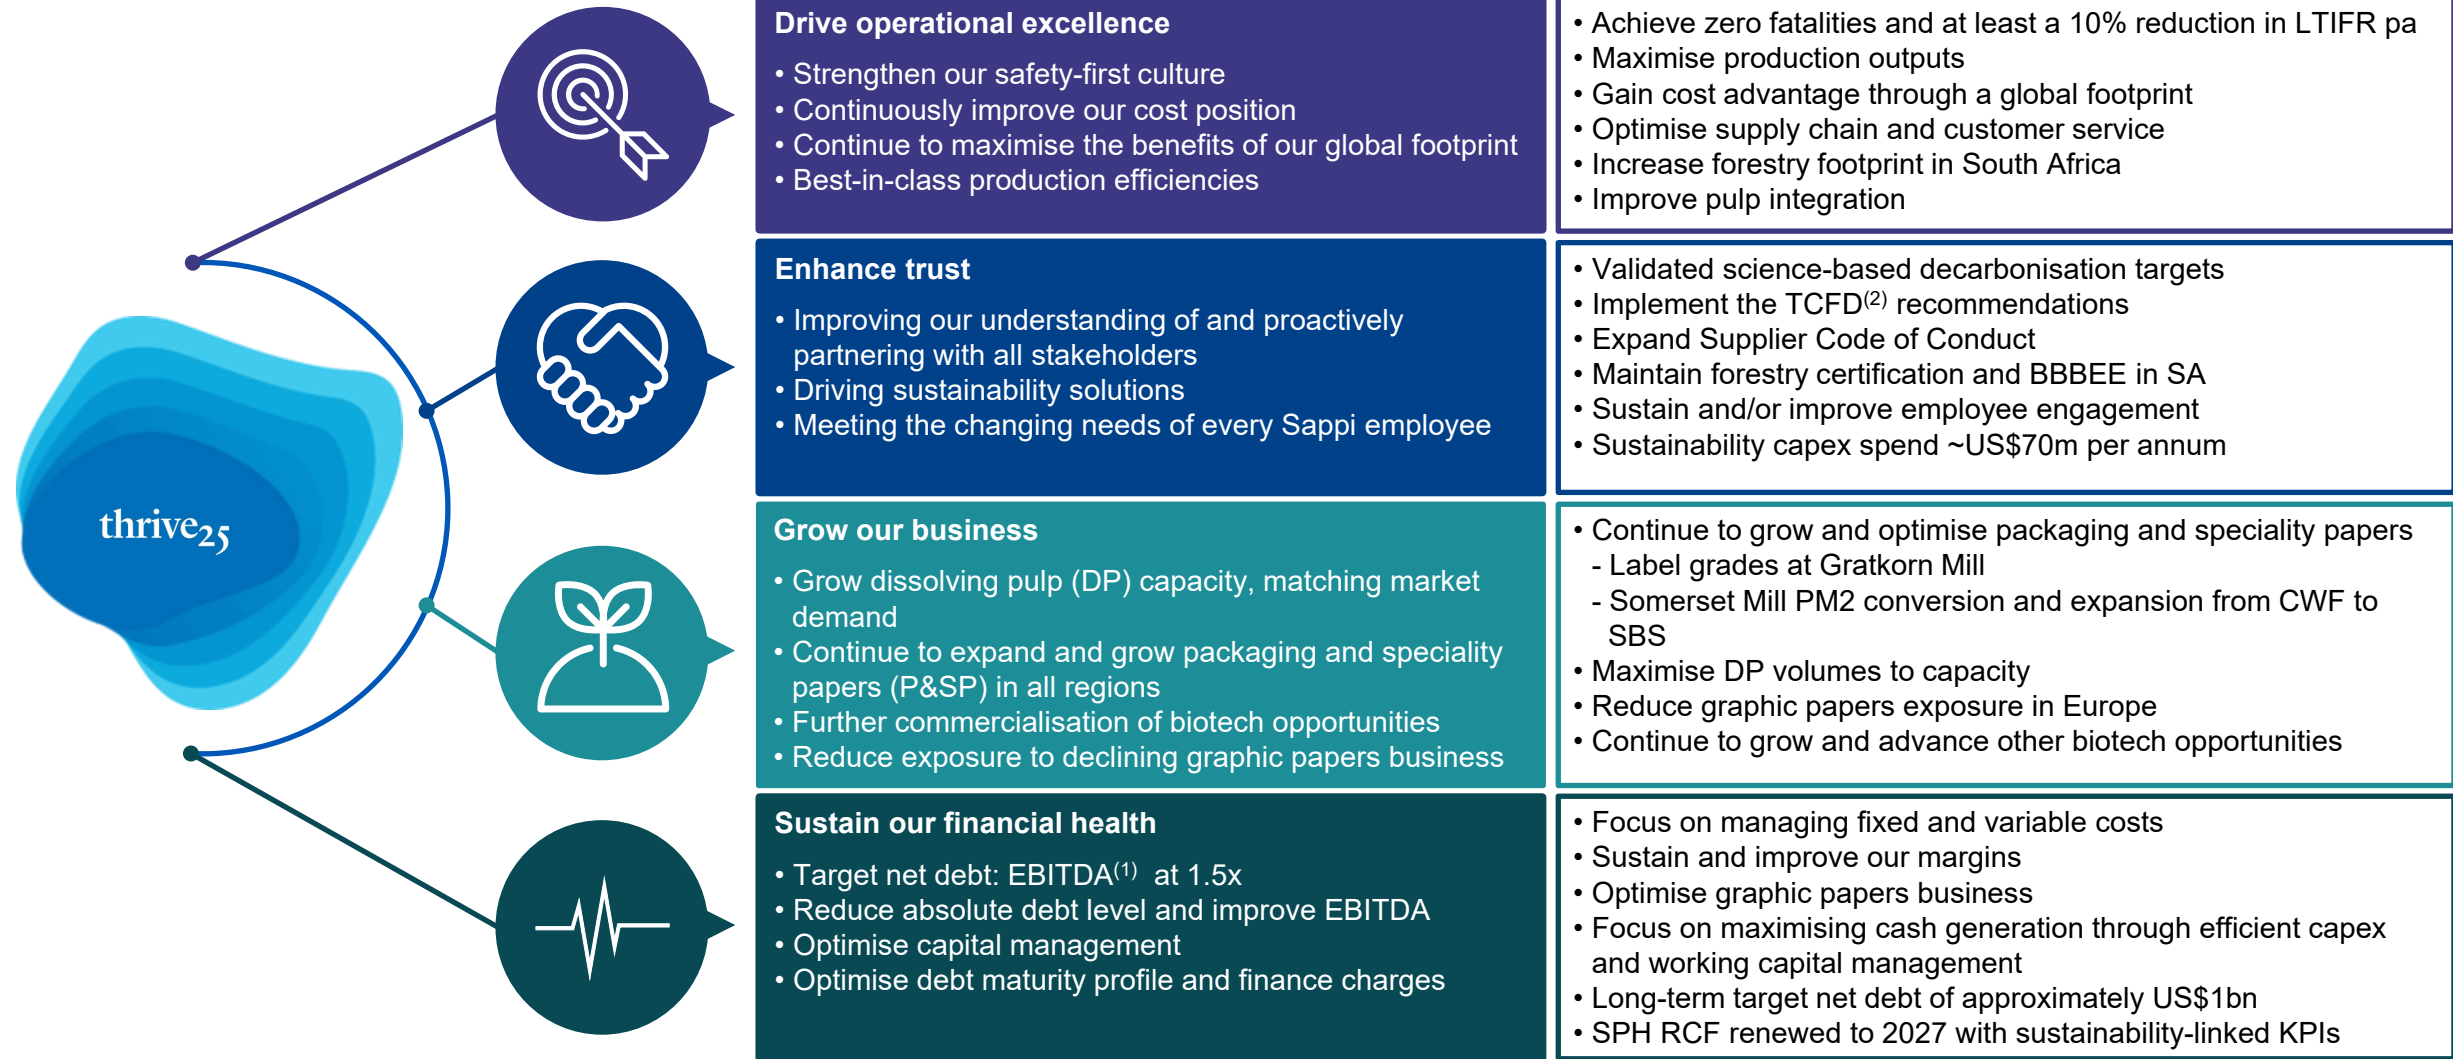 thrive25
Drive operational excellence
• Strengthen our safety-first culture
• Continuously improve our cost position
• Continue to maximise the benefits of our global footprint
• Best-in-class production efficiencies
• Achieve zero fatalities and at least a 10% reduction in LTIFR pa
• Maximise production outputs
• Gain cost advantage through a global footprint
• Optimise supply chain and customer service
• Increase forestry footprint in South Africa
• Improve pulp integration
Enhance trust
• Improving our understanding of and proactively
partnering with all stakeholders
• Driving sustainability solutions
• Meeting the changing needs of every Sappi employee
• Validated science-based decarbonisation targets
• Implement the TCFD(2) recommendations
• Expand Supplier Code of Conduct
• Maintain forestry certification and BBBEE in SA
• Sustain and/or improve employee engagement
• Sustainability capex spend ~US$70m per annum
Grow our business
• Grow dissolving pulp (DP) capacity, matching market
demand
• Continue to expand and grow packaging and speciality
papers (P&SP) in all regions
• Further commercialisation of biotech opportunities
• Reduce exposure to declining graphic papers business
• Continue to grow and optimise packaging and speciality papers
- Label grades at Gratkorn Mill
- Somerset Mill PM2 conversion and expansion from CWF to
SBS
• Maximise DP volumes to capacity
• Reduce graphic papers exposure in Europe
• Continue to grow and advance other biotech opportunities
Sustain our financial health
• Target net debt: EBITDA(1) at 1.5x
• Reduce absolute debt level and improve EBITDA
• Optimise capital management
• Optimise debt maturity profile and finance charges
• Focus on managing fixed and variable costs
• Sustain and improve our margins
• Optimise graphic papers business
• Focus on maximising cash generation through efficient capex
and working capital management
• Long-term target net debt of approximately US$1bn
• SPH RCF renewed to 2027 with sustainability-linked KPIs